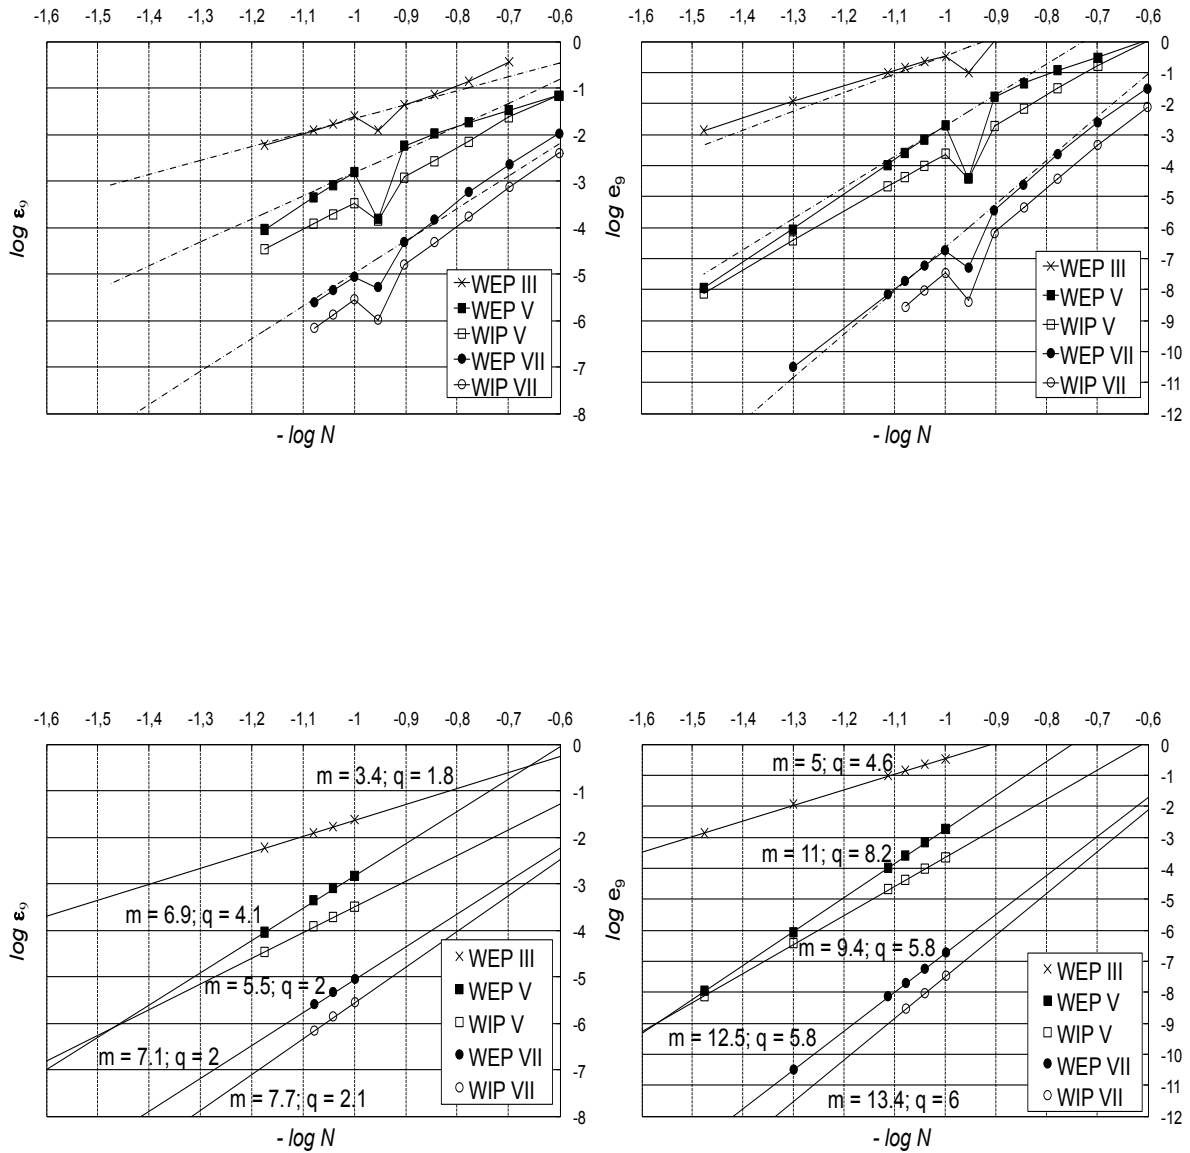 -1,6 -1,5 -1,4 -1,3 -1,2 -1,1 -1 -0,9 -0,8 -0,7 -0,6
0
-1
-2
-3
-4
-5
-6
-7
-8
log ε9
WEP III
WEP V
WIP V
WEP VII
WIP VII
- log N
-1,6 -1,5 -1,4 -1,3 -1,2 -1,1 -1 -0,9 -0,8 -0,7 -0,6
0
-1
-2
-3
-4
-5
-6
-7
-8
-9
-10
-11
-12
log e9
WEP III
WEP V
WIP V
WEP VII
WIP VII
- log N
-1,6 -1,5 -1,4 -1,3 -1,2 -1,1 -1 -0,9 -0,8 -0,7 -0,6
0
-1
-2
-3
-4
-5
-6
-7
-8
log ε9
m = 3.4; q = 1.8
m = 6.9; q = 4.1
m = 5.5; q = 2
m = 7.1; q = 2
m = 7.7; q = 2.1
WEP III
WEP V
WIP V
WEP VII
WIP VII
- log N
-1,6 -1,5 -1,4 -1,3 -1,2 -1,1 -1 -0,9 -0,8 -0,7 -0,6
0
-1
-2
-3
-4
-5
-6
-7
-8
-9
-10
-11
-12
log e9
m = 5; q = 4.6
m = 11; q = 8.2
m = 9.4; q = 5.8
m = 12.5; q = 5.8
m = 13.4; q = 6
WEP III
WEP V
WIP V
WEP VII
WIP VII
- log N